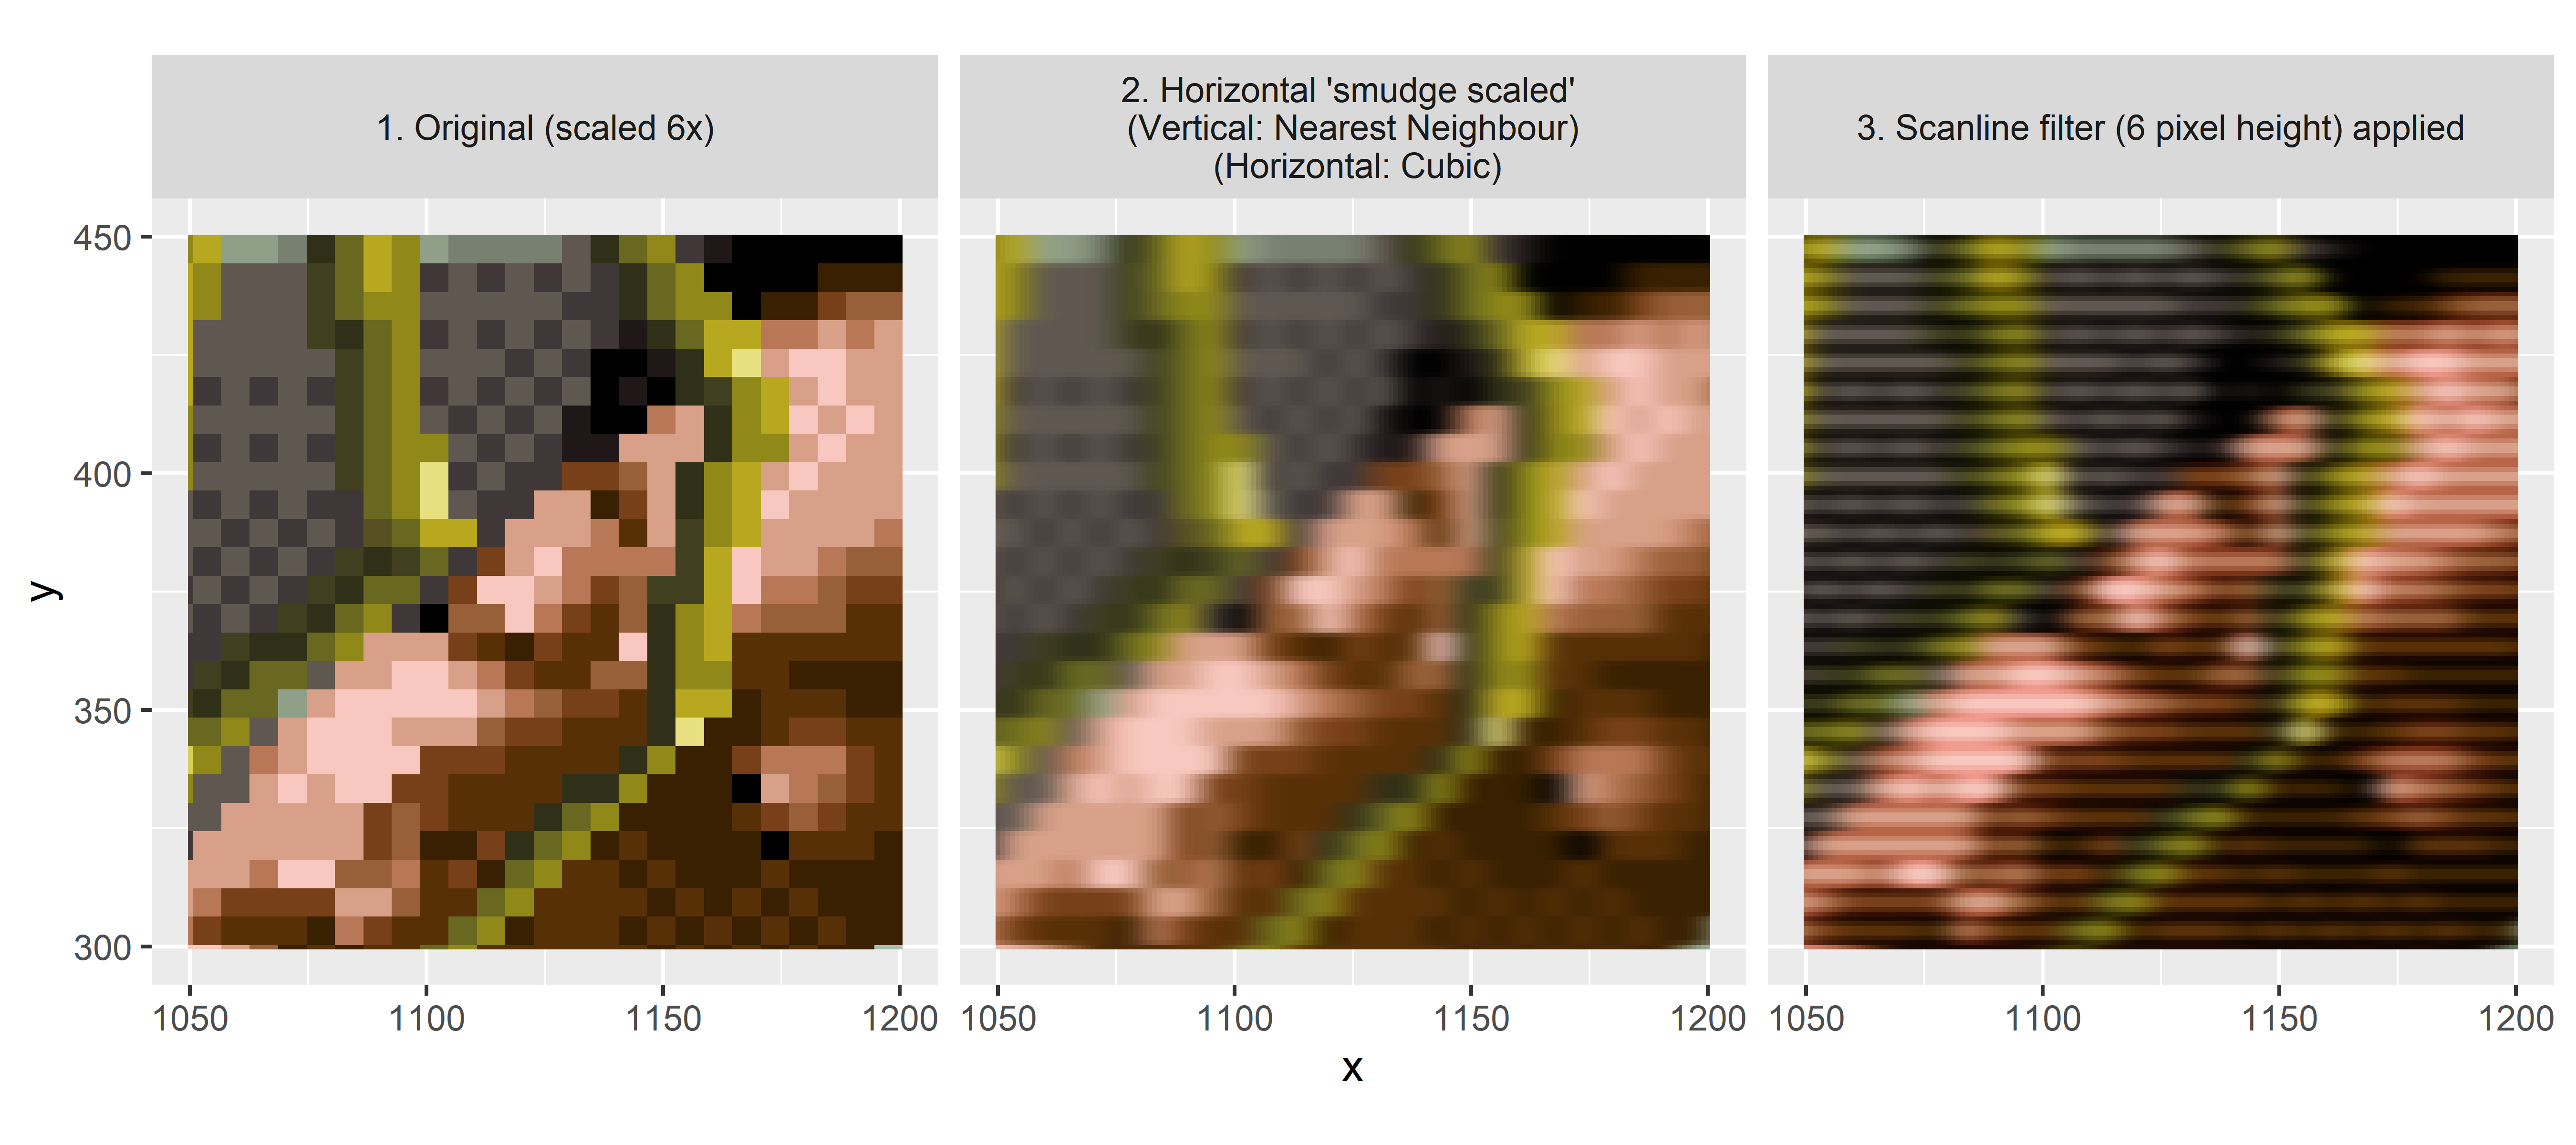 1. Original (scaled 6x)
2. Horizontal 'smudge scaled'
(Vertical: Nearest Neighbour)
(Horizontal: Cubic)
3. Scanline filter (6 pixel height) applied
450
400
350
300
y
1050 1100 1150 1200
1050 1100 1150 1200
1050 1100 1150 1200
x